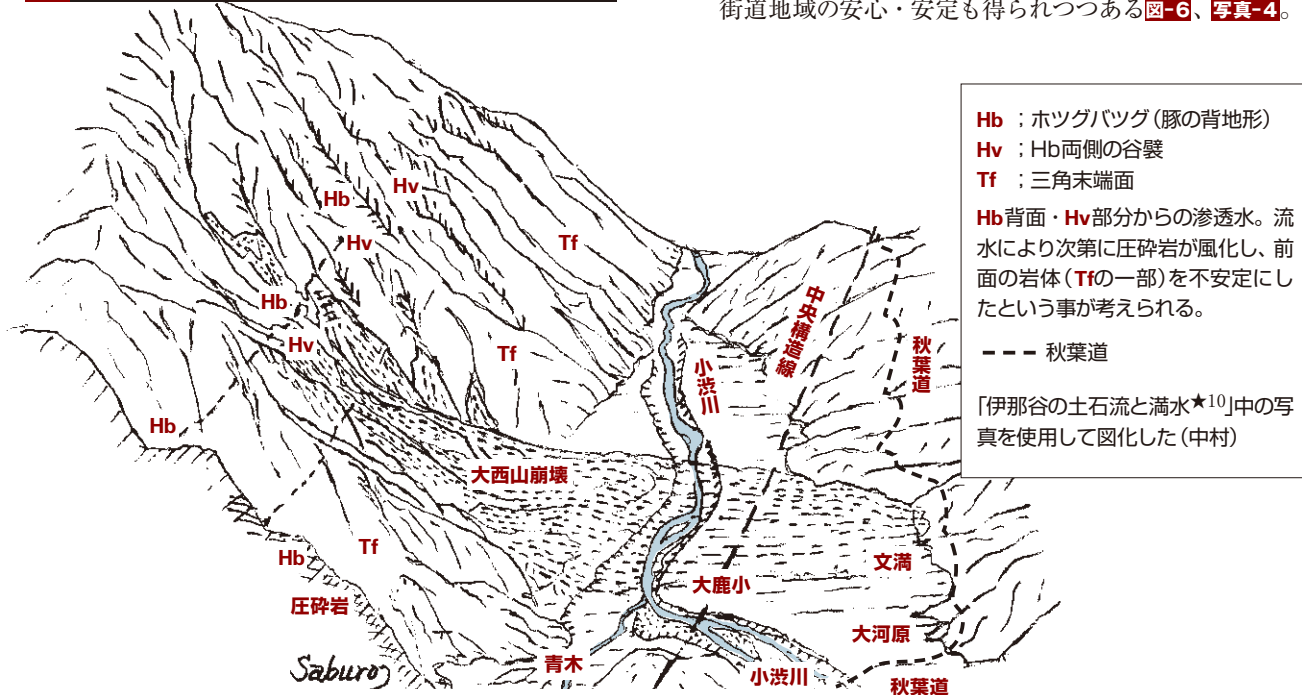 街道地域の安心・安定も得られつつある図-6、写真-4。
Hb ；ホツグバツグ（豚の背地形）
Hv ；Hb両側の谷襞
Tf ；三角末端面
Hb背面・Hv部分からの滲透水。流
水により次第に圧砕岩が風化し、前
面の岩体（Tfの一部）を不安定にし
たという事が考えられる。
秋葉道
「伊那谷の土石流と満水★10」中の写
真を使用して図化した（中村）
Hb
Hv
Hv
Tf
Hb
Hv
Tf
中央構造線
秋葉道
小渋川
Hb
大西山崩壊
Hb
Tf
圧砕岩
文満
大鹿小
大河原
青木
小渋川
秋葉道
Saburo